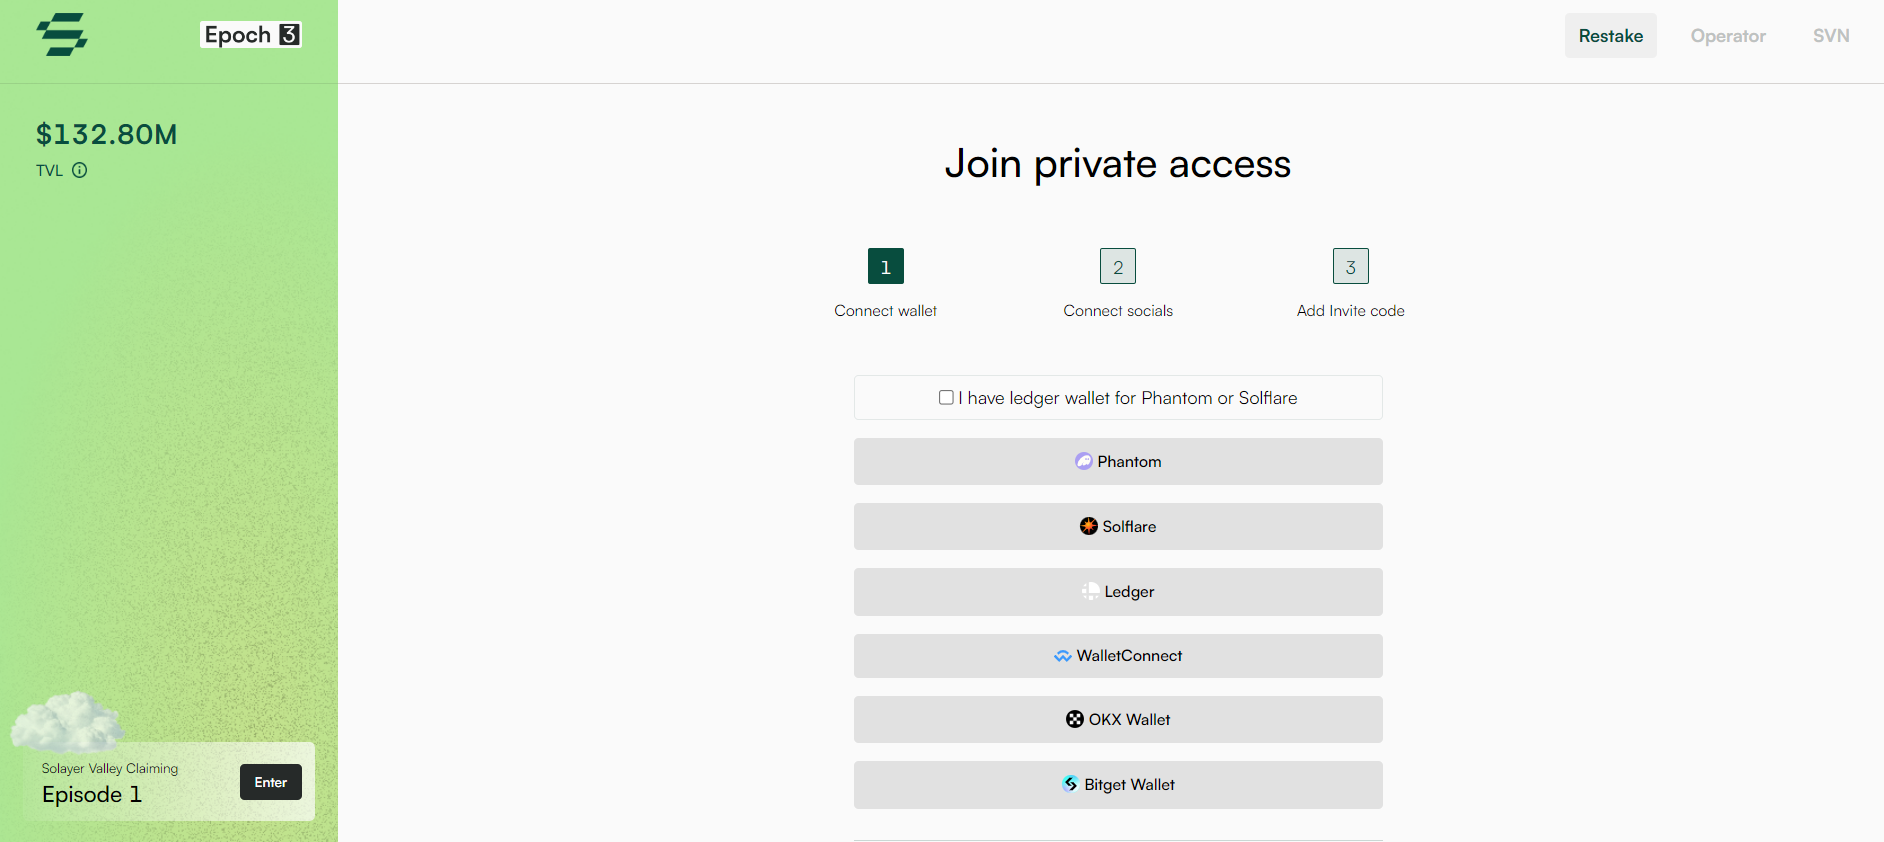 Epoch 3
Restake
Operator
SVN
$132.80M
TVL
Join private access
1
2
3
Connect wallet
Connect socials
Add Invite code
I have ledger wallet for Phantom or Solflare
Phantom
Solflare
Ledger
WalletConnect
OKX Wallet
Bitget Wallet
Solayer Valley Claiming
Episode 1
Enter